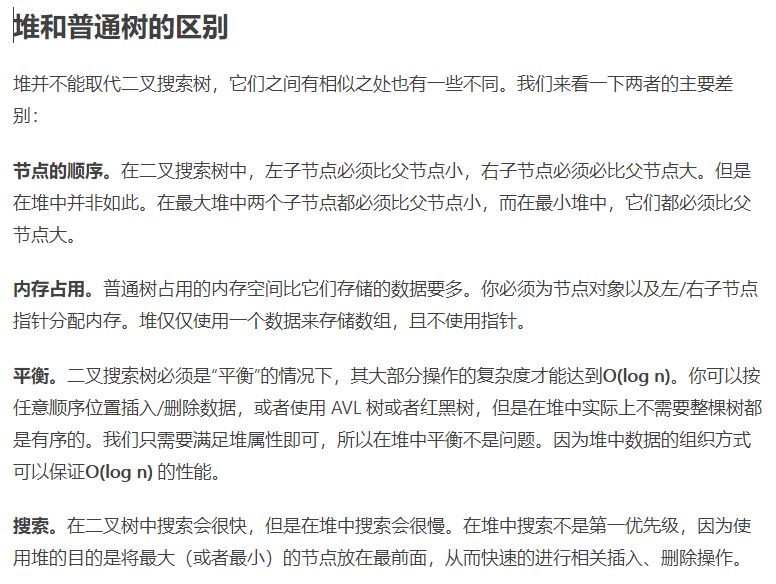 堆和普通树的区别
堆并不能取代二叉搜索树，它们之间有相似之处也有一些不同。我们来看一下两者的主要差
别：
节点的顺序。在二叉搜索树中，左子节点必须比父节点小，右子节点必须必比父节点大。但是
在堆中并非如此。在最大堆中两个子节点都必须比父节点小，而在最小堆中，它们都必须比父
节点大。
内存占用。普通树占用的内存空间比它们存储的数据要多。你必须为节点对象以及左/右子节点
指针分配内存。堆仅仅使用一个数据来存储数组，且不使用指针。
平衡。二叉搜索树必须是“平衡”的情况下，其大部分操作的复杂度才能达到O(log n)。你可以按
任意顺序位置插入/删除数据，或者使用 AVL 树或者红黑树，但是在堆中实际上不需要整棵树都
是有序的。我们只需要满足堆属性即可，所以在堆中平衡不是问题。因为堆中数据的组织方式
可以保证O(log n) 的性能。
搜索。在二叉树中搜索会很快，但是在堆中搜索会很慢。在堆中搜索不是第一优先级，因为使
用堆的目的是将最大（或者最小）的节点放在最前面，从而快速的进行相关插入、删除操作。